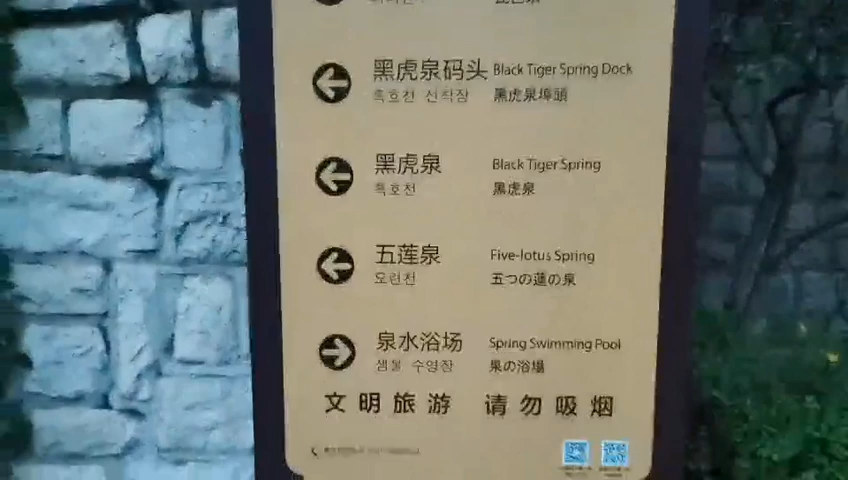 黑虎泉码头 Black Tiger Spring Dock
흑호천 선착장 黑虎泉埠頭
黑虎泉 Black Tiger Spring
흑호천 黑虎泉
五莲泉 Five-lotus Spring
오련천 五つの蓮の泉
泉水浴场 Spring Swimming Pool
샘물 수영장 泉の浴場
文明旅游 请勿吸烟